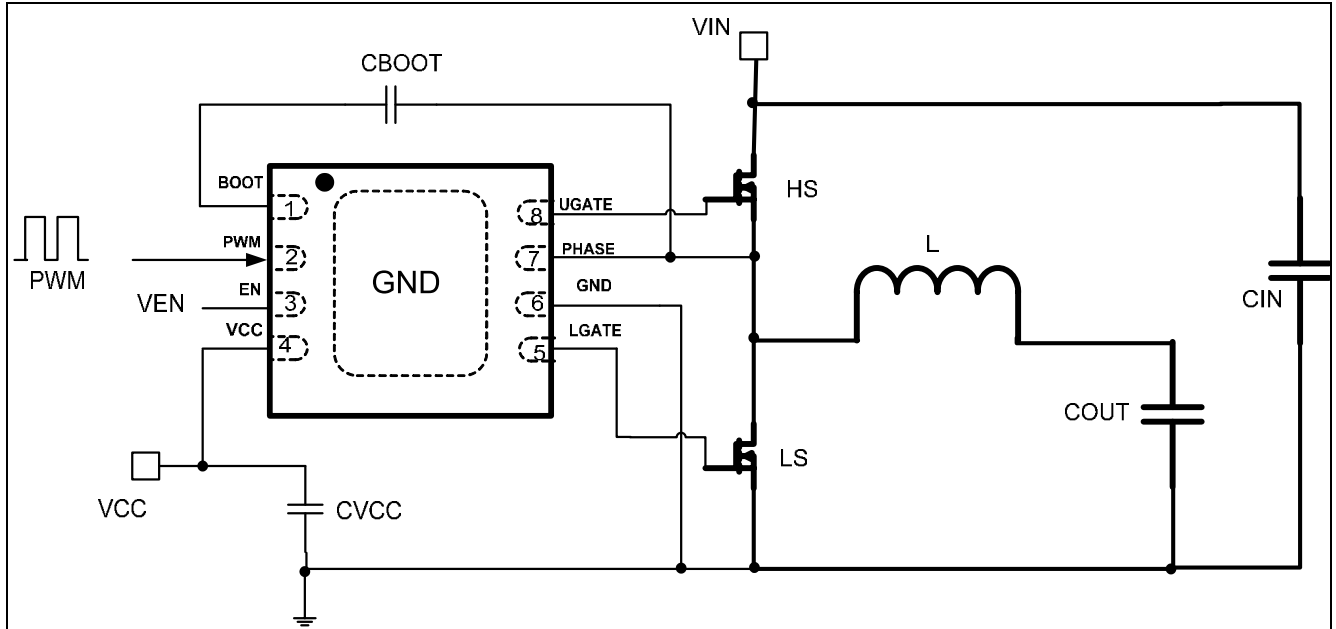 VIN
CBOOT
BOOT
1
PWM
2
EN
3
VCC
4
GND
8
UGATE
7
PHASE
6
GND
5
LGATE
PWM
VEN
VCC
CVCC
HS
LS
L
COUT
CIN